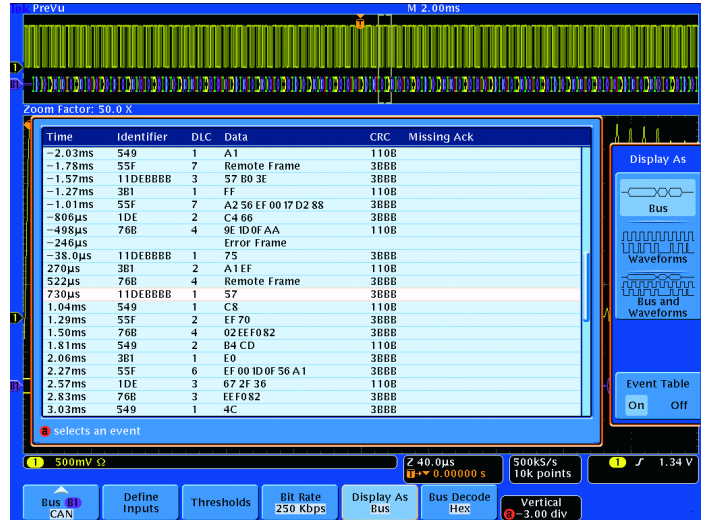 Tek PreVu M 2.00ms
T
1
B1
Zoom Factor: 50.0 X
Time Identifier DLC Data CRC Missing Ack
−2.03ms 549 1 A1 110B
−1.78ms 55F 7 Remote Frame 3BBB
−1.57ms 11DEBBBB 3 57 B0 3E 3BBB
−1.27ms 3B1 1 FF 110B
−1.01ms 55F 7 A2 56 EF 00 17 D2 88 3BBB
−806µs 1DE 2 C4 66 110B
−498µs 76B 4 9E 1D 0F AA 110B
−246µs Error Frame
−38.0µs 11DEBBBB 1 75 3BBB
270µs 3B1 2 A1 EF 110B
522µs 76B 4 Remote Frame 3BBB
730µs 11DEBBBB 1 57 3BBB
1.04ms 549 1 C8 110B
1.29ms 55F 2 EF 70 3BBB
1.50ms 76B 4 02 EE F0 82 3BBB
1.81ms 549 2 B4 CD 110B
2.06ms 3B1 1 E0 3BBB
2.27ms 55F 6 EF 00 1D 0F 56 A1 3BBB
2.57ms 1DE 3 67 2F 36 110B
2.83ms 76B 3 EE F0 82 3BBB
3.03ms 549 1 4C 3BBB
a selects an event
Display As
Bus
Waveforms
Bus and
Waveforms
Event Table
On Off
1
B1
1 500mV Ω
Z 40.0µs
T→▾ 0.00000 s
500kS/s
10k points
1 ∫ 1.34 V
Bus B1
CAN
Define
Inputs
Thresholds
Bit Rate
250 Kbps
Display As
Bus
Bus Decode
Hex
Vertical
a −3.00 div